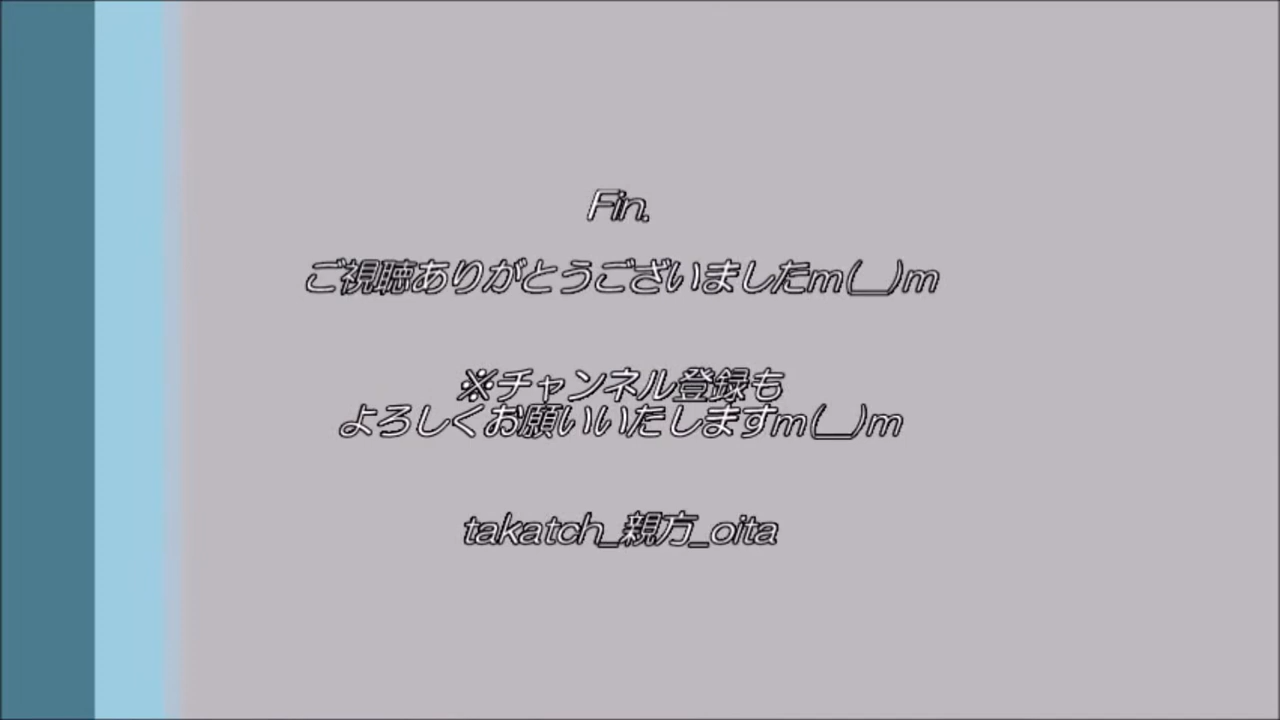 Fin.
ご視聴ありがとうございましたm(__)m
※チャンネル登録も
よろしくお願いいたしますm(__)m
takatch_親方_oita